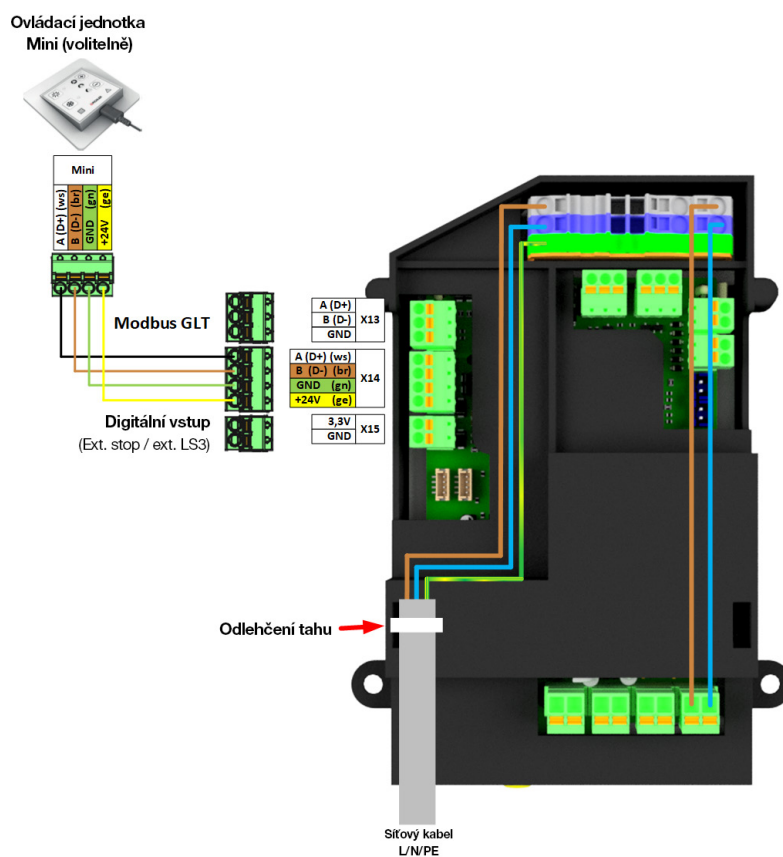 Ovládací jednotka
Mini (volitelně)
Mini
A (D+) (ws)
B (D-) (br)
GND (gn)
+24V (ge)
Modbus GLT
A (D+)
B (D-)
GND
X13
A (D+) (ws)
B (D-) (br)
GND (gn)
+24V (ge)
X14
Digitální vstup
(Ext. stop / ext. LS3)
3,3V
GND
X15
Odlehčení tahu
Síťový kabel
L/N/PE